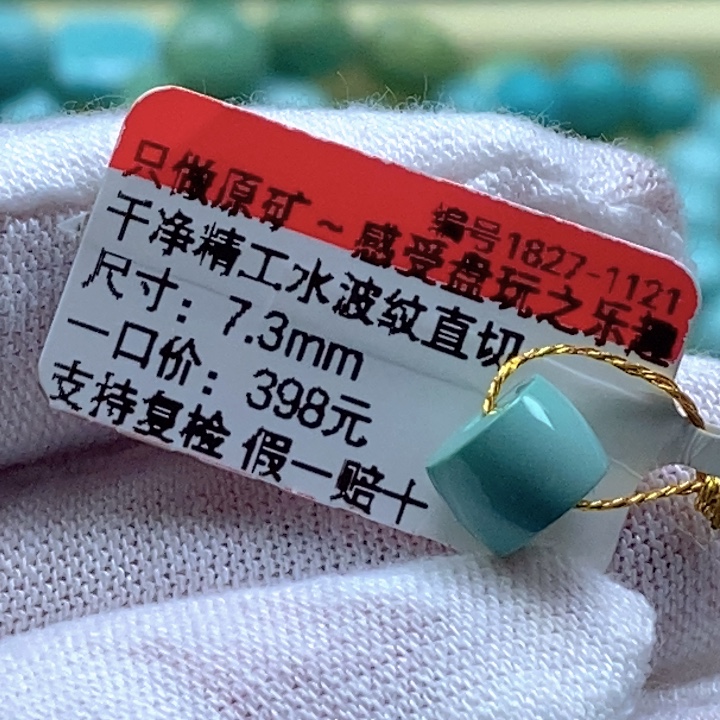 只做原矿～感受盘玩之乐趣
编号1827-1121
干净精工水波纹直切
尺寸：7.3mm
一口价：398元
支持复检 假一赔十